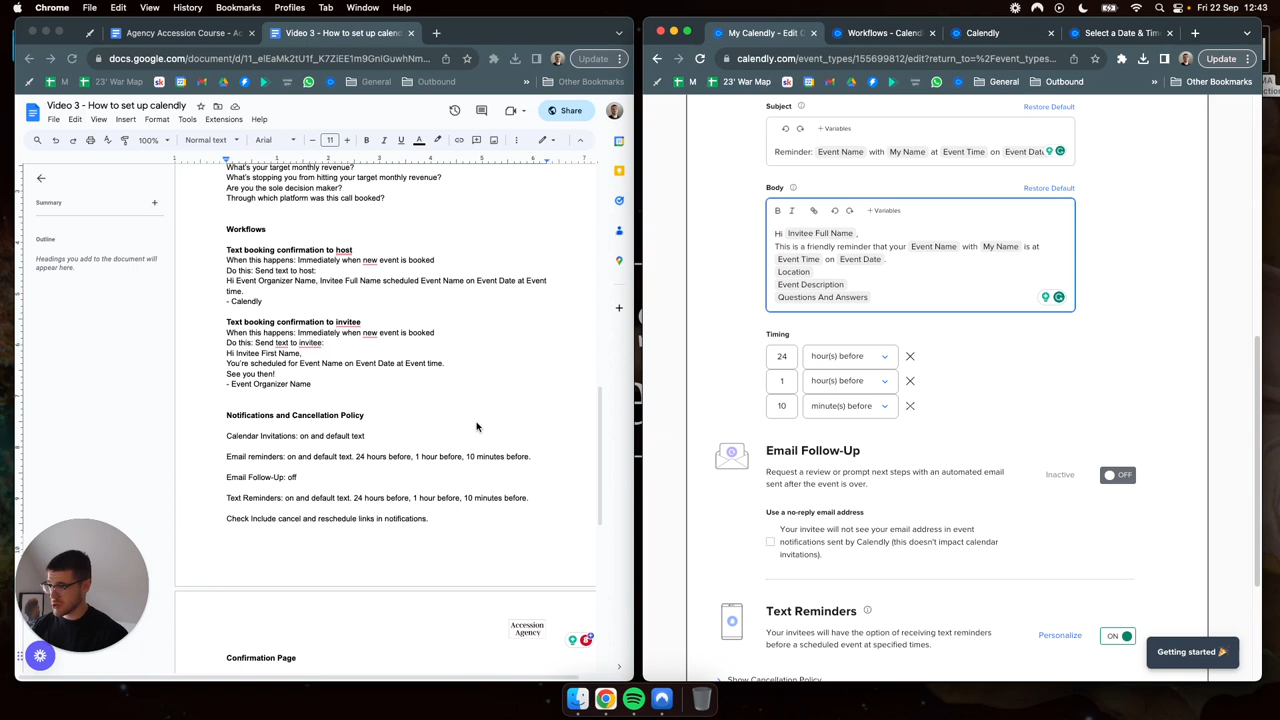 Chrome File Edit View History Bookmarks Profiles Tab Window Help
Fri 22 Sep 12:43
Agency Accession Course - Ac
Video 3 - How to set up calend
docs.google.com/document/d/11_elEaMk2tU1f_K7ZIEE1m9GnIGuwhNm...
Update
M 23' War Map
General
Outbound
Other Bookmarks
Video 3 - How to set up calendly
File Edit View Insert Format Tools Extensions Help
Share
100% Normal text Arial 11 B I U A
1 1 2 3 4 5 6 7
Summary
Outline
Headings you add to the document will
appear here.
What's your target monthly revenue?
What's stopping you from hitting your target monthly revenue?
Are you the sole decision maker?
Through which platform was this call booked?
Workflows
Text booking confirmation to host
When this happens: Immediately when new event is booked
Do this: Send text to host:
Hi Event Organizer Name, Invitee Full Name scheduled Event Name on Event Date at Event
time.
- Calendly
Text booking confirmation to invitee
When this happens: Immediately when new event is booked
Do this: Send text to invitee:
Hi Invitee First Name,
You're scheduled for Event Name on Event Date at Event time.
See you then!
- Event Organizer Name
Notifications and Cancellation Policy
Calendar Invitations: on and default text
Email reminders: on and default text. 24 hours before, 1 hour before, 10 minutes before.
Email Follow-Up: off
Text Reminders: on and default text. 24 hours before, 1 hour before, 10 minutes before.
Check Include cancel and reschedule links in notifications.
Accession
Agency
Confirmation Page
My Calendly - Edit C
Workflows - Calendl
Calendly
Select a Date & Tim
calendly.com/event_types/155699812/edit?return_to=%2Fevent_types...
Update
M 23' War Map
General
Outbound
Other Bookmarks
Subject
Restore Default
+ Variables
Reminder: Event Name with My Name at Event Time on Event Date
Body
Restore Default
B I + Variables
Hi Invitee Full Name ,
This is a friendly reminder that your Event Name with My Name is at
Event Time on Event Date .
Location
Event Description
Questions And Answers
Timing
24 hour(s) before
1 hour(s) before
10 minute(s) before
Email Follow-Up
Request a review or prompt next steps with an automated email
sent after the event is over.
Inactive
OFF
Use a no-reply email address
Your invitee will not see your email address in event
notifications sent by Calendly (this doesn't impact calendar
invitations).
Text Reminders
Your invitees will have the option of receiving text reminders
before a scheduled event at specified times.
Personalize
ON
Getting started
Show Cancellation Policy